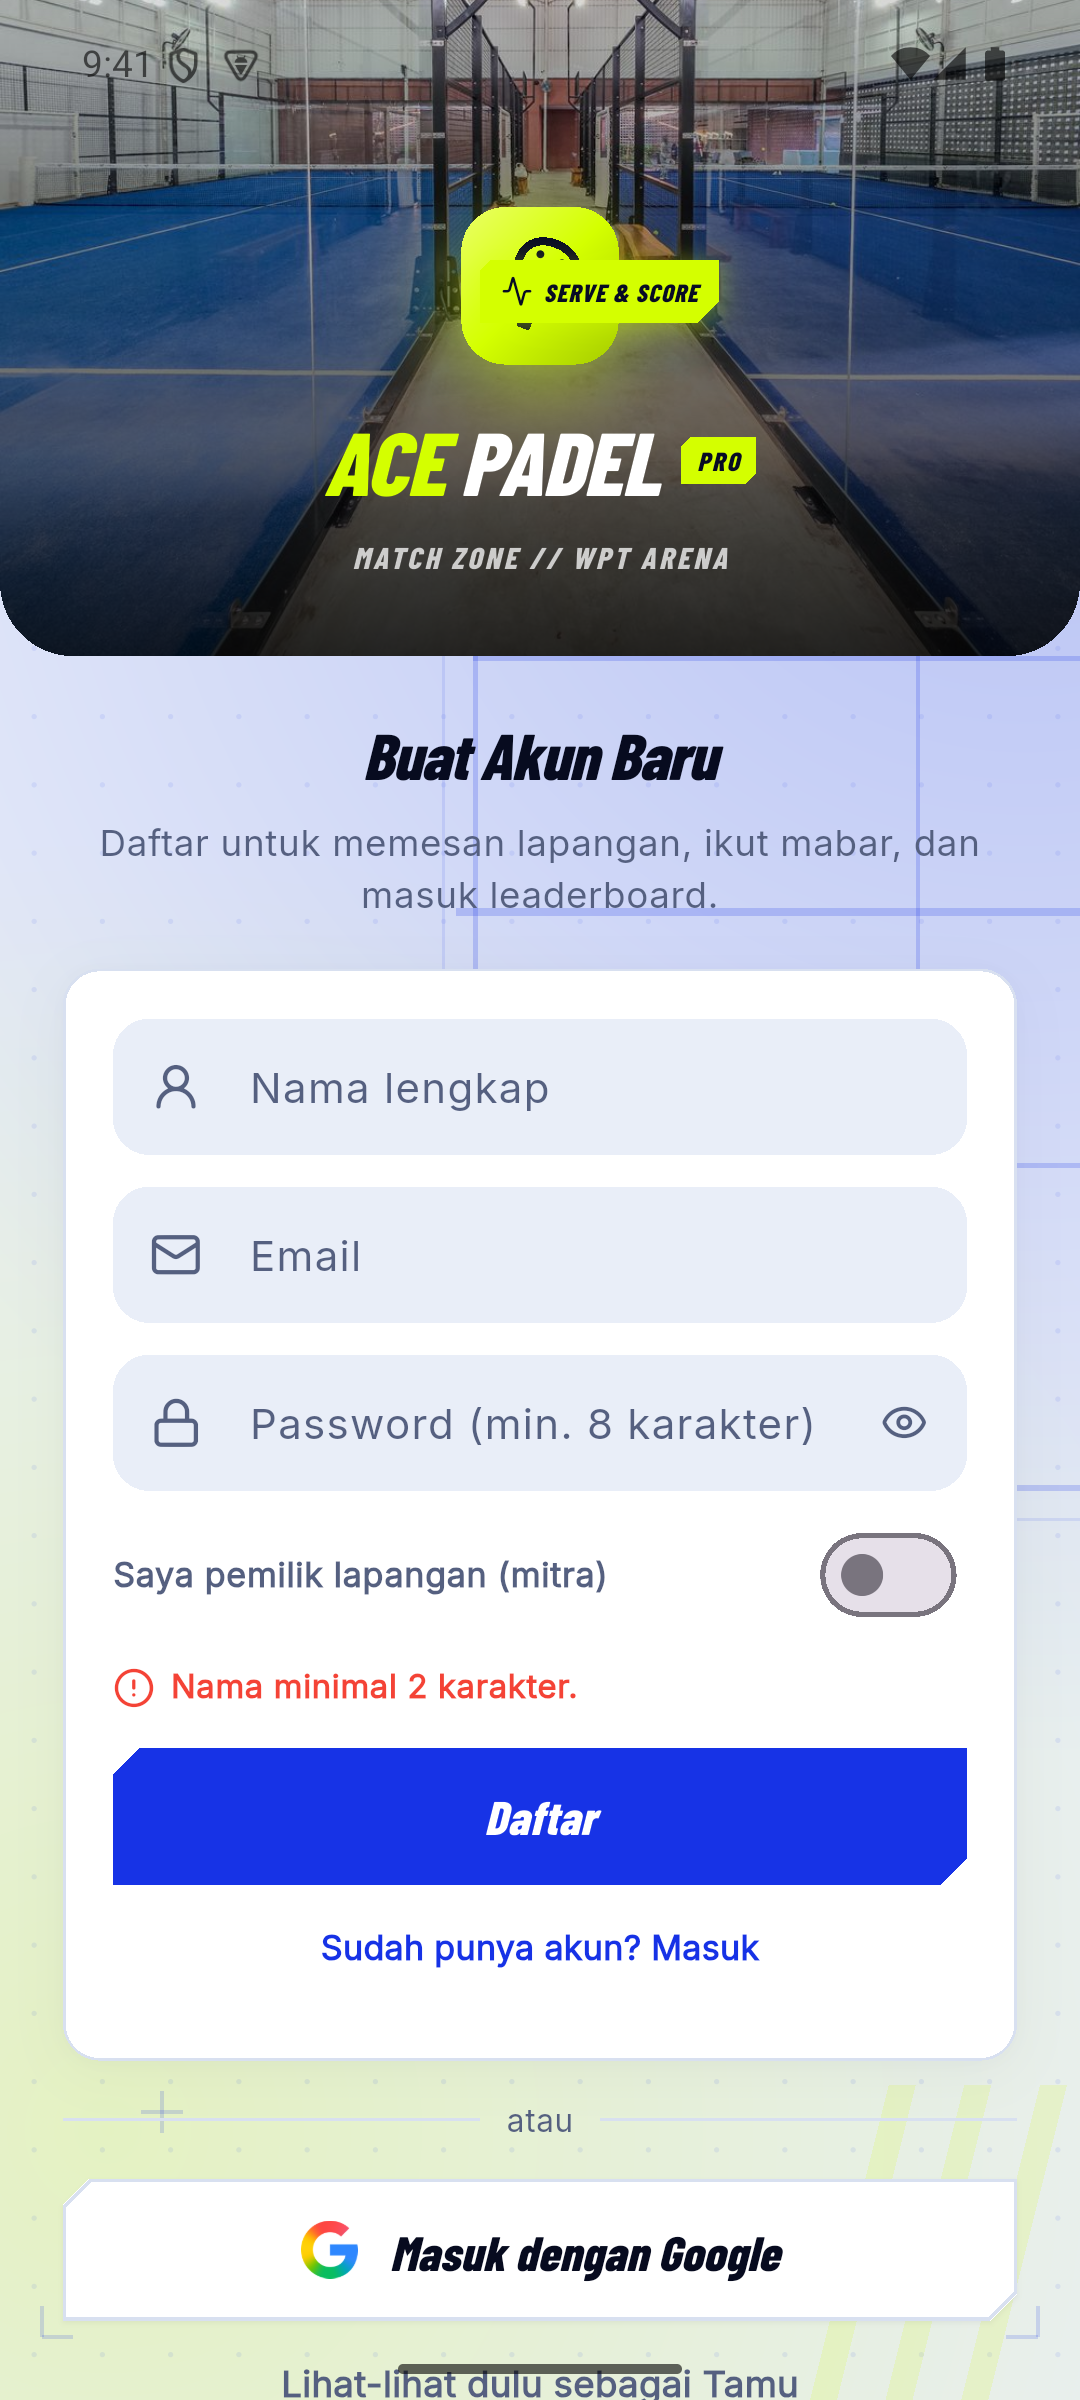 9:41
SERVE & SCORE
ACE PADEL PRO
MATCH ZONE // WPT ARENA
Buat Akun Baru
Daftar untuk memesan lapangan, ikut mabar, dan
masuk leaderboard.
Nama lengkap
Email
Password (min. 8 karakter)
Saya pemilik lapangan (mitra)
Nama minimal 2 karakter.
Daftar
Sudah punya akun? Masuk
atau
Masuk dengan Google
Lihat-lihat dulu sebagai Tamu